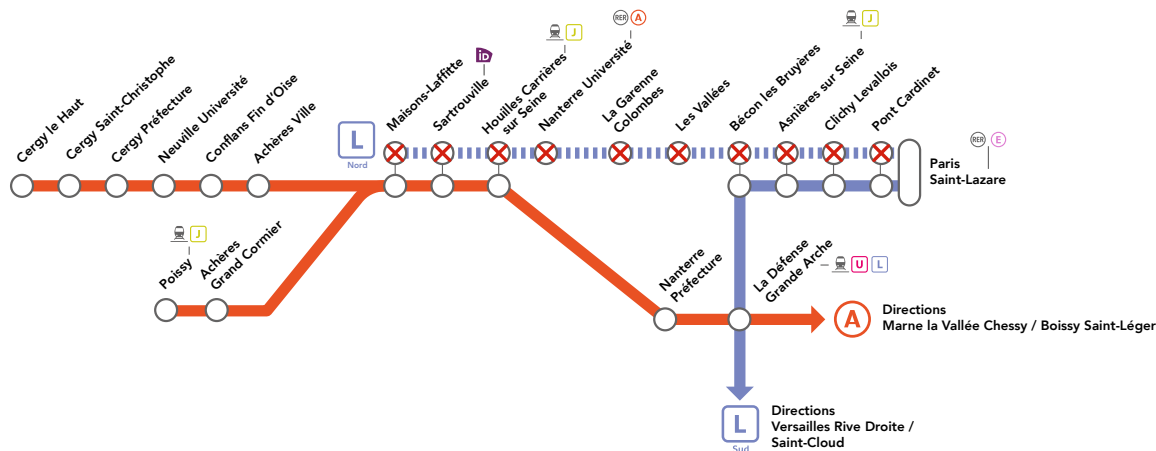 Cergy le Haut
Cergy Saint-Christophe
Cergy Préfecture
Neuville Université
Conflans Fin d'Oise
Achères Ville
L
Nord
Maisons-Laffitte
iD
Sartrouville
J
Houilles Carrières
sur Seine
RER A
Nanterre Université
La Garenne
Colombes
Les Vallées
Bécon les Bruyères
J
Asnières sur Seine
Clichy Levallois
Pont Cardinet
RER E
Paris
Saint-Lazare
J
Poissy
Achères
Grand Cormier
Nanterre
Préfecture
La Défense
Grande Arche
U L
A
Directions
Marne la Vallée Chessy / Boissy Saint-Léger
L
Sud
Directions
Versailles Rive Droite /
Saint-Cloud